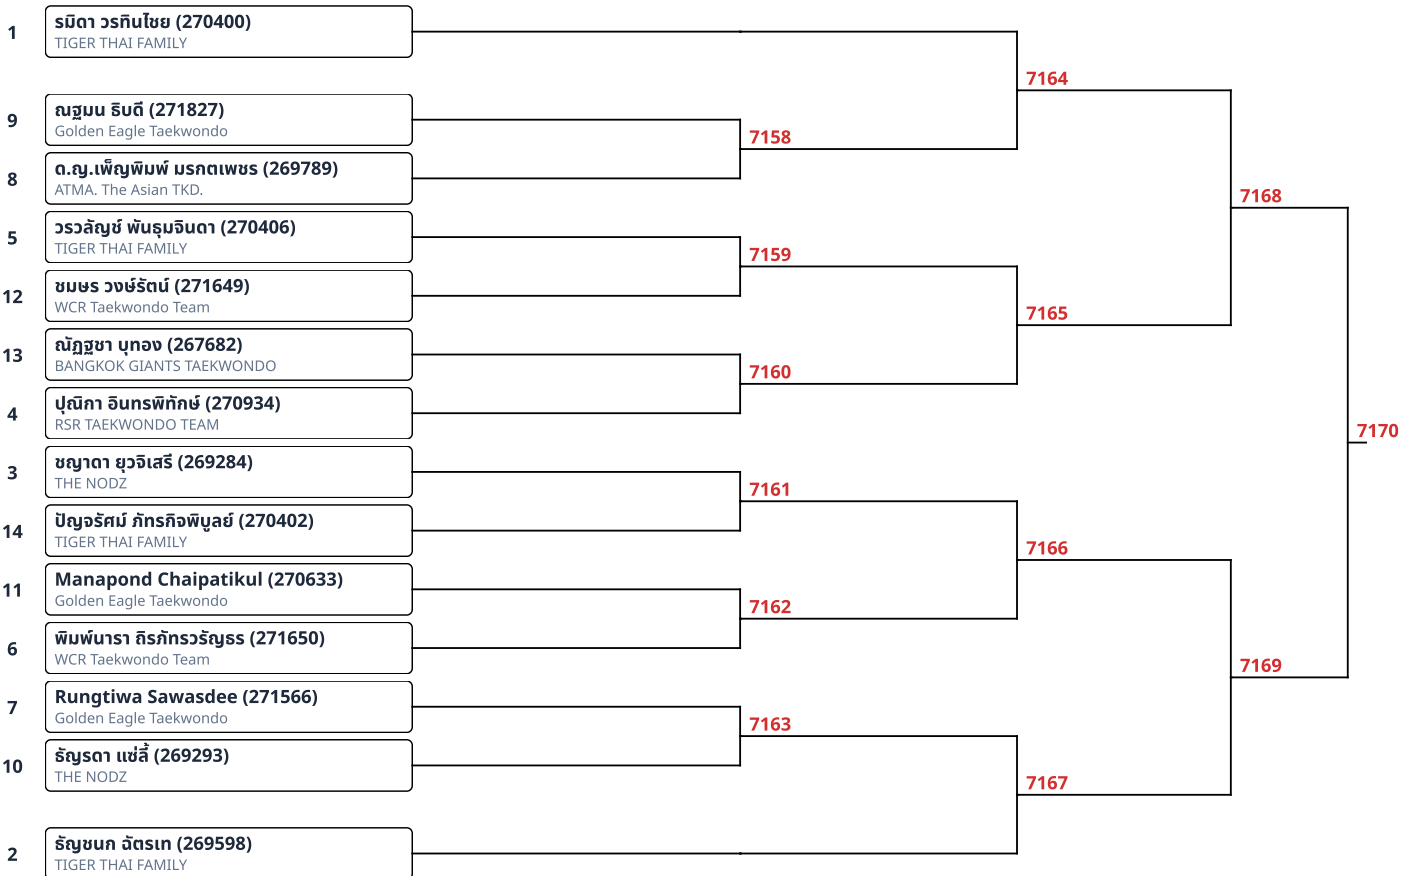 1
รมิดา วรทินไชย (270400)
TIGER THAI FAMILY
7164
9
ณฐมน ธิบดี (271827)
Golden Eagle Taekwondo
7158
8
ด.ญ.เพ็ญพิมพ์ มรกตเพชร (269789)
ATMA. The Asian TKD.
7168
5
วรวลัญช์ พันธุมจินดา (270406)
TIGER THAI FAMILY
7159
12
ชมษร วงษ์รัตน์ (271649)
WCR Taekwondo Team
7165
13
ณัฏฐชา บุทอง (267682)
BANGKOK GIANTS TAEKWONDO
7160
4
ปุณิกา อินทรพิทักษ์ (270934)
RSR TAEKWONDO TEAM
7170
3
ชญาดา ยุวจิเสรี (269284)
THE NODZ
7161
14
ปัญจรัศม์ ภัทรกิจพิบูลย์ (270402)
TIGER THAI FAMILY
7166
11
Manapond Chaipatikul (270633)
Golden Eagle Taekwondo
7162
6
พิมพ์นารา ถิรภัทรวรัญธร (271650)
WCR Taekwondo Team
7169
7
Rungtiwa Sawasdee (271566)
Golden Eagle Taekwondo
7163
10
ธัญรดา แซ่ลี้ (269293)
THE NODZ
7167
2
ธัญชนก ฉัตรเท (269598)
TIGER THAI FAMILY